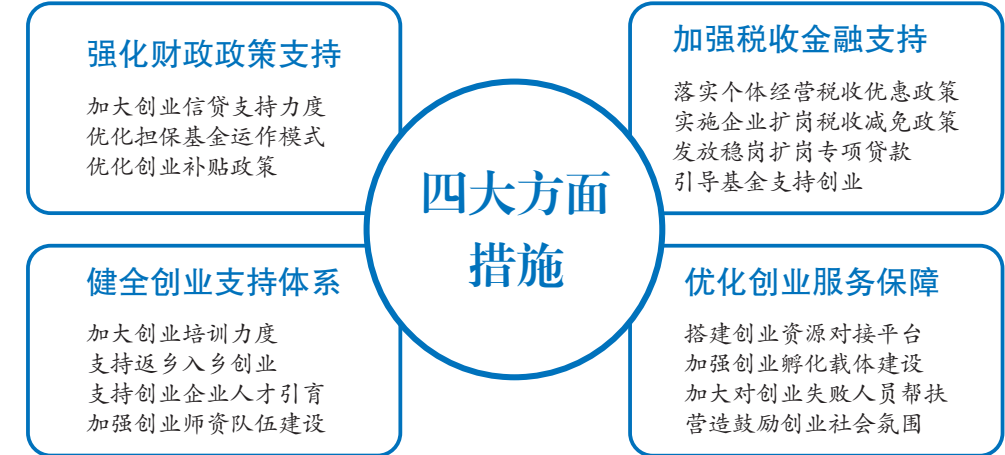 强化财政政策支持
加大创业信贷支持力度
优化担保基金运作模式
优化创业补贴政策
加强税收金融支持
落实个体经营税收优惠政策
实施企业扩岗税收减免政策
发放稳岗扩岗专项贷款
引导基金支持创业
四大方面
措施
健全创业支持体系
加大创业培训力度
支持返乡入乡创业
支持创业企业人才引育
加强创业师资队伍建设
优化创业服务保障
搭建创业资源对接平台
加强创业孵化载体建设
加大对创业失败人员帮扶
营造鼓励创业社会氛围